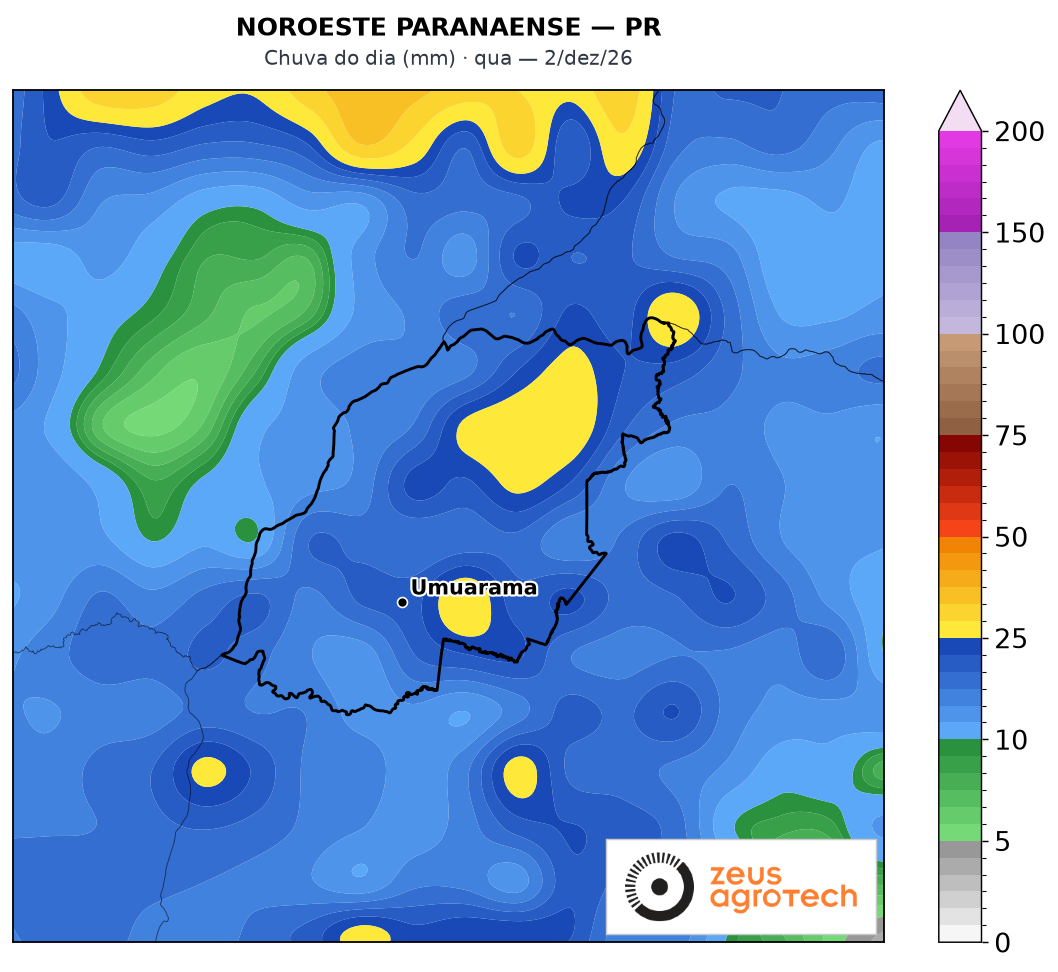 NOROESTE PARANAENSE — PR
Chuva do dia (mm) · qua — 2/dez/26
200
150
100
75
50
25
10
5
0
Umuarama
zeus
agrotech